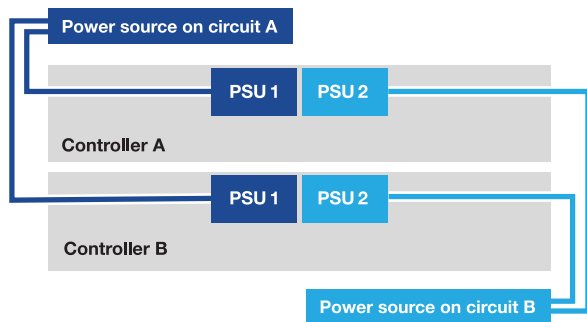 Power source on circuit A
PSU 1 PSU 2
Controller A
PSU 1 PSU 2
Controller B
Power source on circuit B